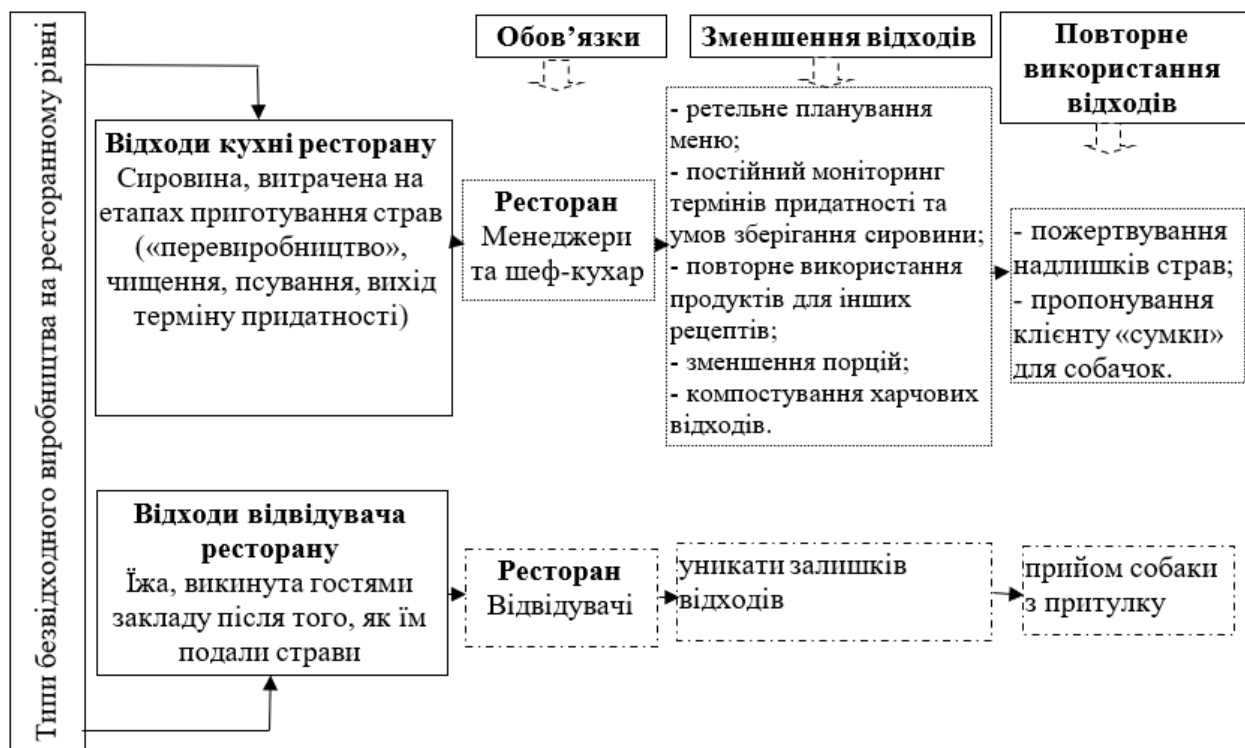 Типи безвідходного виробництва на ресторанному рівні
Обов’язки
Зменшення відходів
Повторне
використання
відходів
Відходи кухні ресторану
Сировина, витрачена на
етапах приготування страв
(«перевиробництво»,
чищення, псування, вихід
терміну придатності)
Ресторан
Менеджери
та шеф-кухар
- ретельне планування
меню;
- постійний моніторинг
термінів придатності та
умов зберігання сировини;
- повторне використання
продуктів для інших
рецептів;
- зменшення порцій;
- компостування харчових
відходів.
- пожертвування
надлишків страв;
- пропонування
клієнту «сумки»
для собачок.
Відходи відвідувача
ресторану
Їжа, викинута гостями
закладу після того, як їм
подали страви
Ресторан
Відвідувачі
уникати залишків
відходів
прийом собаки
з притулку